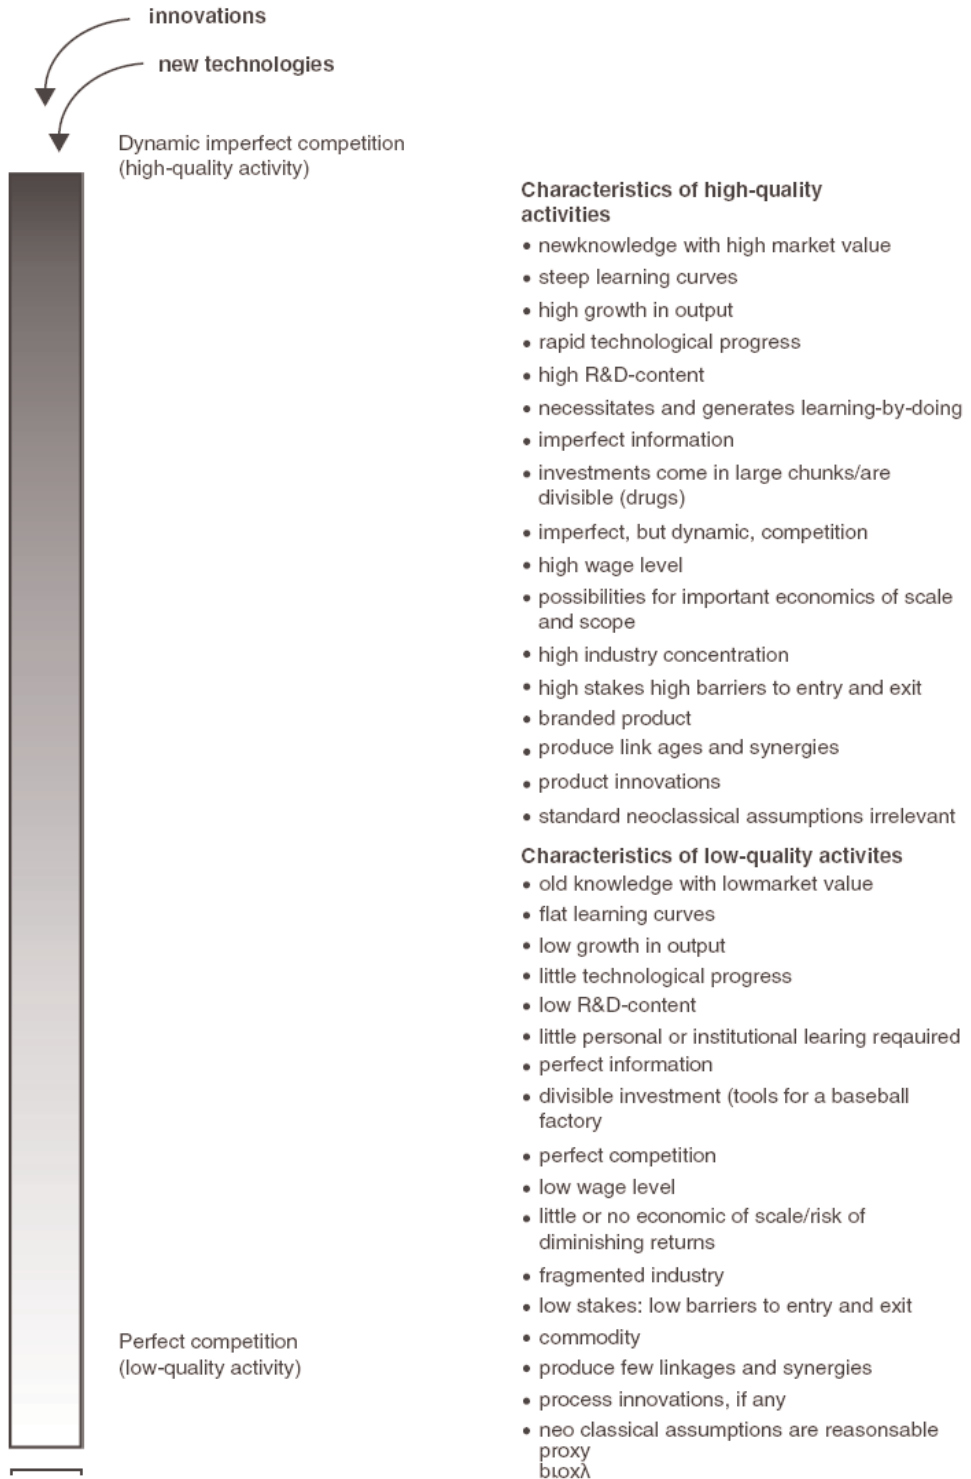 innovations
new technologies
Dynamic imperfect competition
(high-quality activity)
Characteristics of high-quality
activities
• newknowledge with high market value
• steep learning curves
• high growth in output
• rapid technological progress
• high R&D-content
• necessitates and generates learning-by-doing
• imperfect information
• investments come in large chunks/are
divisible (drugs)
• imperfect, but dynamic, competition
• high wage level
• possibilities for important economics of scale
and scope
• high industry concentration
• high stakes high barriers to entry and exit
• branded product
• produce link ages and synergies
• product innovations
• standard neoclassical assumptions irrelevant
Characteristics of low-quality activites
• old knowledge with lowmarket value
• flat learning curves
• low growth in output
• little technological progress
• low R&D-content
• little personal or institutional learing reqauired
• perfect information
• divisible investment (tools for a baseball
factory
• perfect competition
• low wage level
• little or no economic of scale/risk of
diminishing returns
• fragmented industry
• low stakes: low barriers to entry and exit
• commodity
• produce few linkages and synergies
• process innovations, if any
• neo classical assumptions are reasonsable
proxy
Perfect competition
(low-quality activity)